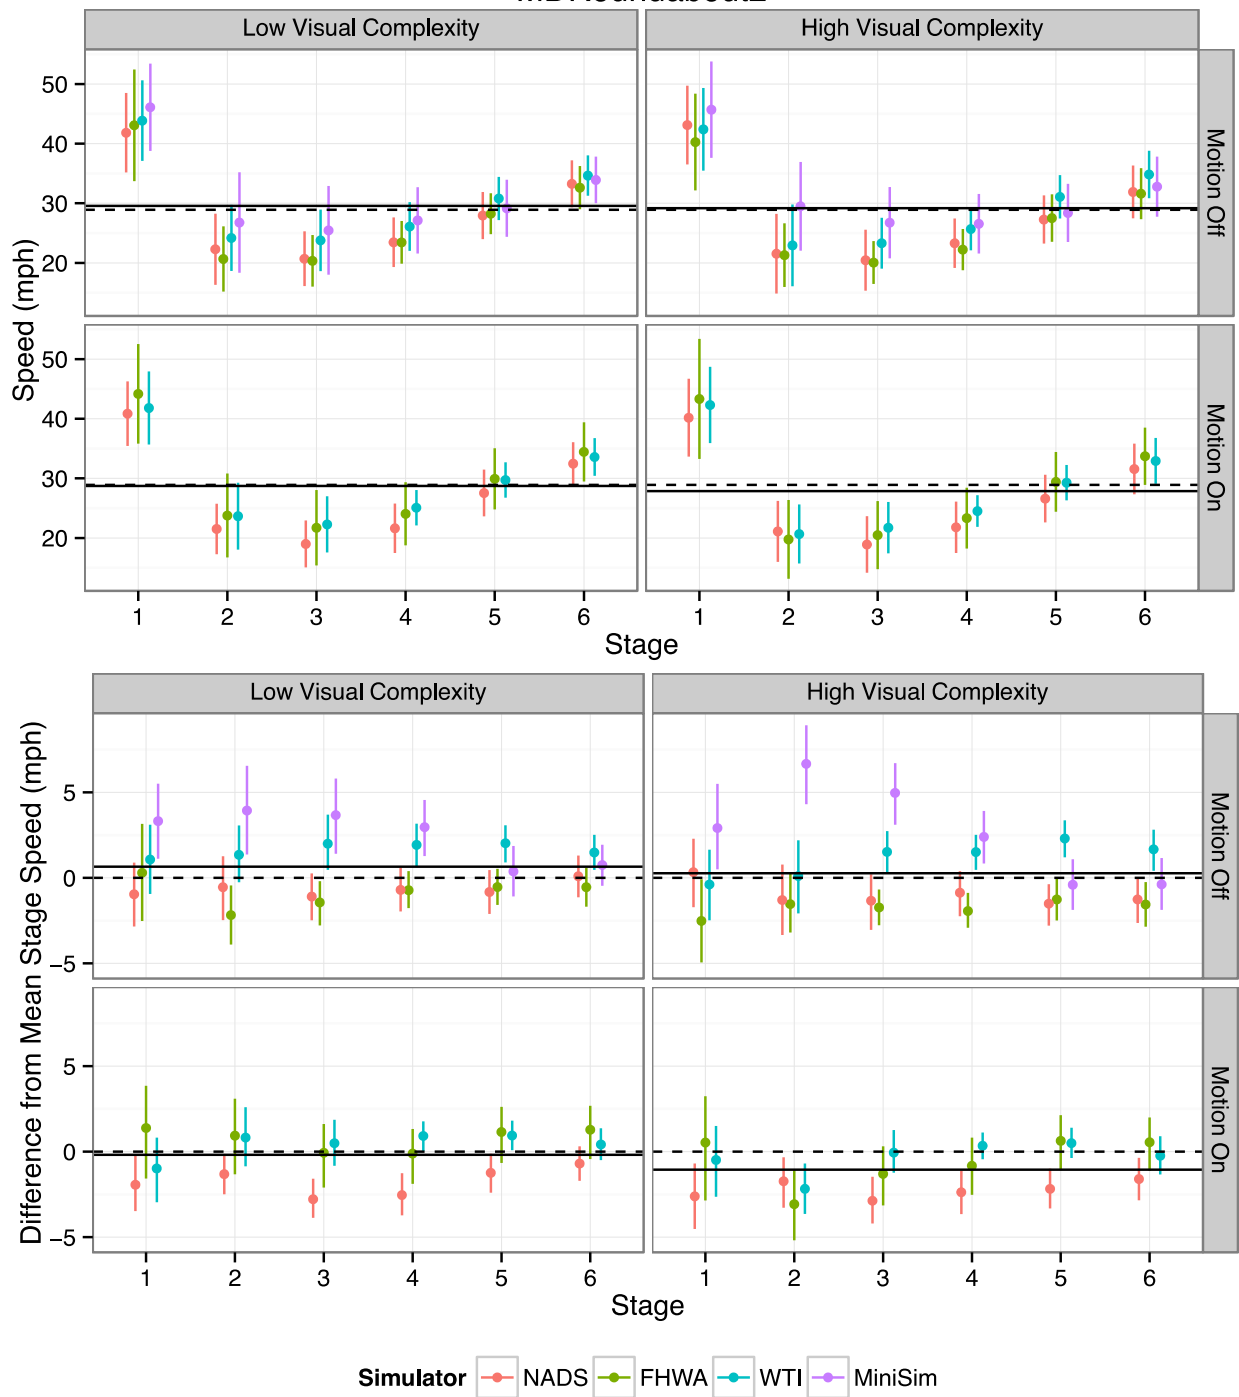 Low Visual Complexity High Visual Complexity
50
40
30
20
Motion Off
50
40
30
20
Motion On
Speed (mph)
1 2 3 4 5 6 1 2 3 4 5 6
Stage
Low Visual Complexity High Visual Complexity
5
0
−5
Motion Off
5
0
−5
Motion On
Difference from Mean Stage Speed (mph)
1 2 3 4 5 6 1 2 3 4 5 6
Stage
Simulator NADS FHWA WTI MiniSim